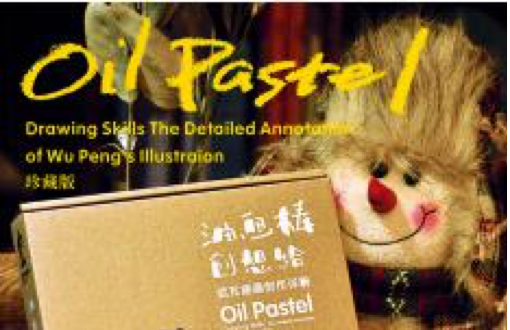 Oil Pastel
Drawing Skills The Detailed Annotation
of Wu Peng's Illustraion
珍藏版
油画棒
创想绘
Oil Pastel